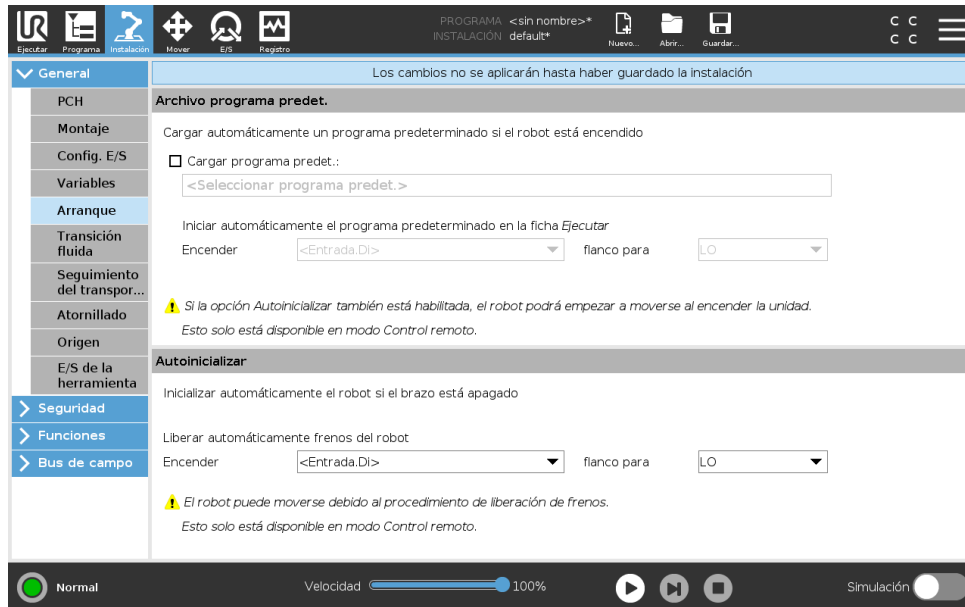 PROGRAMA <sin nombre>*
INSTALACIÓN default*
UR
Ejecutar
Programa
Instalación
Mover
E/S
Registro
Nuevo...
Abrir...
Guardar...
C C
C C
General
PCH
Montaje
Config. E/S
Variables
Arranque
Transición
fluida
Seguimiento
del transpor...
Atornillado
Origen
E/S de la
herramienta
Seguridad
Funciones
Bus de campo
Los cambios no se aplicarán hasta haber guardado la instalación
Archivo programa predet.
Cargar automáticamente un programa predeterminado si el robot está encendido
Cargar programa predet.:
<Seleccionar programa predet.>
Iniciar automáticamente el programa predeterminado en la ficha Ejecutar
Encender <Entrada.Di> flanco para LO
Si la opción Autoinicializar también está habilitada, el robot podrá empezar a moverse al encender la unidad.
Esto solo está disponible en modo Control remoto.
Autoinicializar
Inicializar automáticamente el robot si el brazo está apagado
Liberar automáticamente frenos del robot
Encender <Entrada.Di> flanco para LO
El robot puede moverse debido al procedimiento de liberación de frenos.
Esto solo está disponible en modo Control remoto.
Normal
Velocidad 100%
Simulación